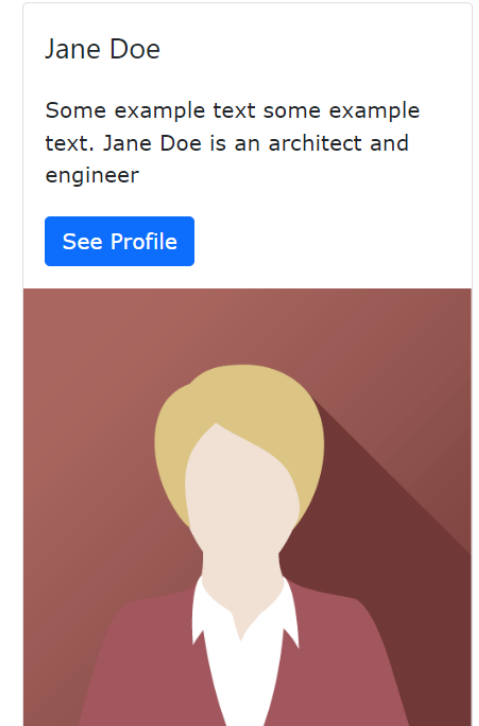 Jane Doe
Some example text some example
text. Jane Doe is an architect and
engineer
See Profile